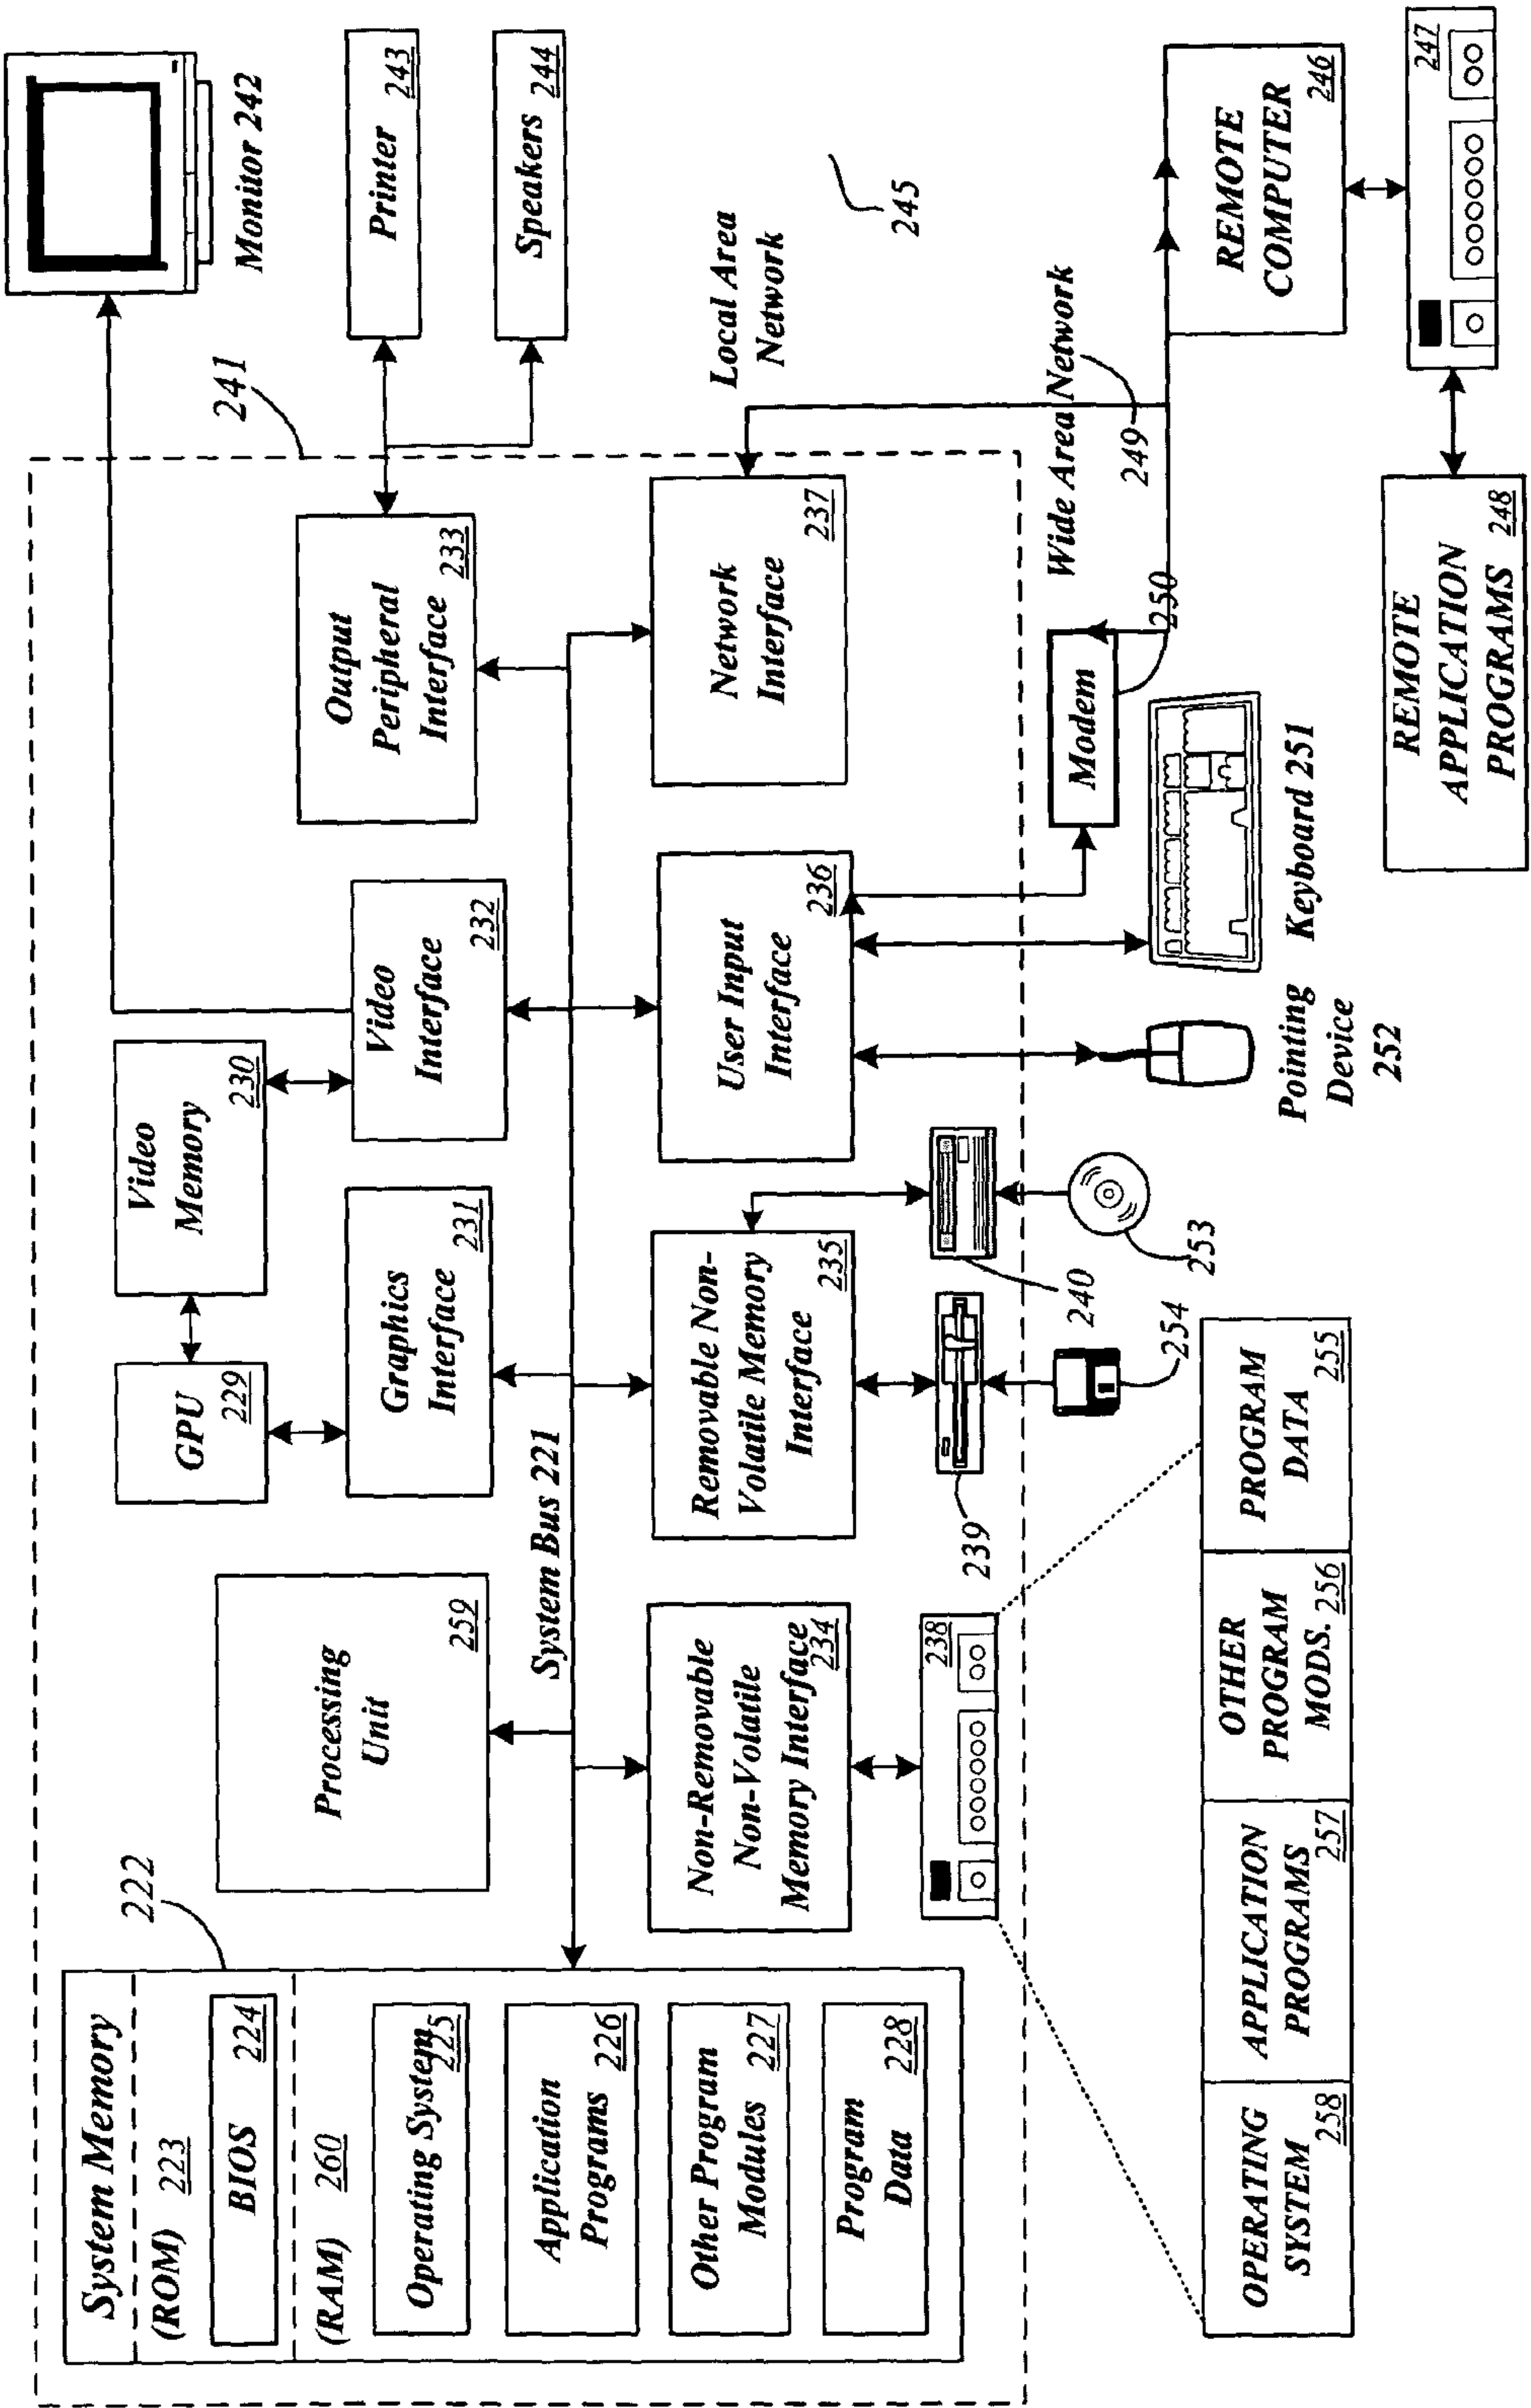 System Memory
(ROM) 223
BIOS 224
(RAM) 260
Operating System 225
Application
Programs 226
Other Program
Modules 227
Program
Data 228
222
Processing
Unit
259
GPU
229
Video
Memory 230
Graphics
Interface
231
Video
Interface
232
Output
Peripheral
Interface
233
241
Monitor 242
Printer 243
Speakers 244
System Bus 221
Non-Removable
Non-Volatile
Memory Interface
234
Removable Non-
Volatile Memory
Interface 235
User Input
Interface 236
Network
Interface 237
Local Area
Network
245
238
239
240
254
253
Pointing
Device
252
Keyboard 251
Modem
250
Wide Area Network
249
REMOTE
COMPUTER
246
247
REMOTE
APPLICATION
PROGRAMS 248
OPERATING
SYSTEM
258
APPLICATION
PROGRAMS
257
OTHER
PROGRAM
MODS. 256
PROGRAM
DATA
255